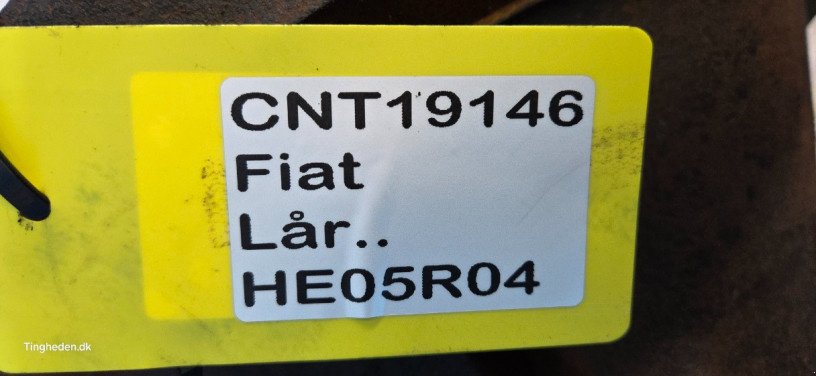 CNT19146
Fiat
Lår..
HE05R04
Tingheden.dk